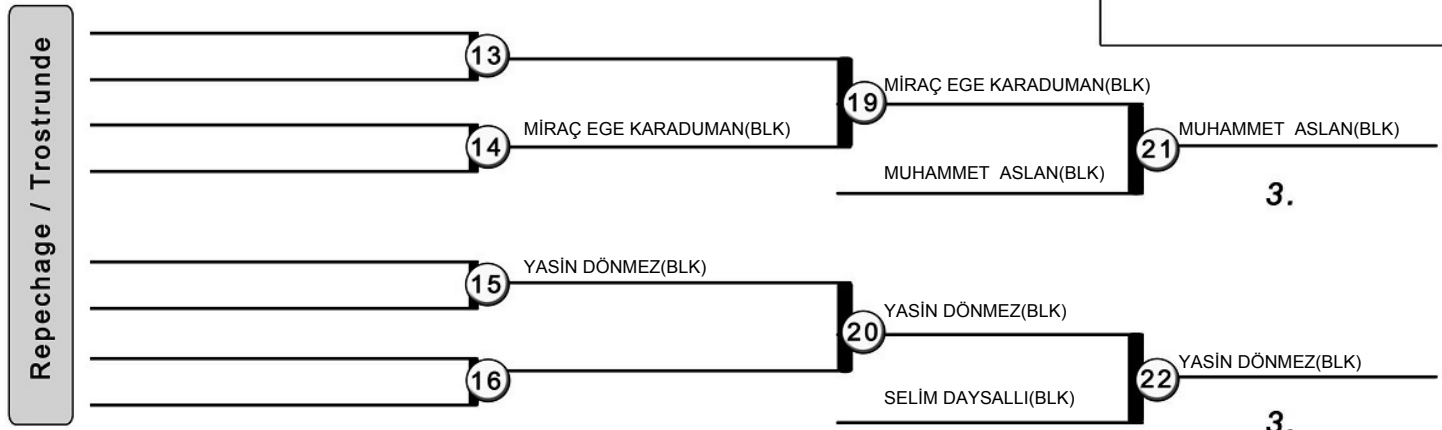 Repechage / Trostrunde
13
MİRAÇ EGE KARADUMAN(BLK)
19
MİRAÇ EGE KARADUMAN(BLK)
14
MUHAMMET  ASLAN(BLK)
21
MUHAMMET  ASLAN(BLK)
3.
YASİN DÖNMEZ(BLK)
15
YASİN DÖNMEZ(BLK)
20
16
SELİM DAYSALLI(BLK)
22
YASİN DÖNMEZ(BLK)
3.